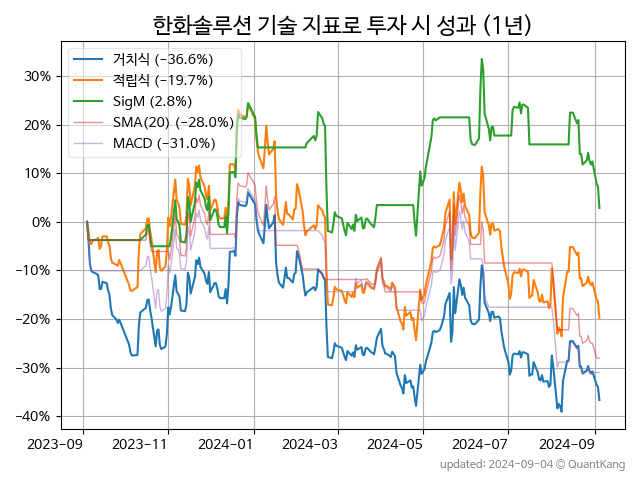 한화솔루션 기술 지표로 투자 시 성과 (1년)
거치식 (−36.6%)
적립식 (−19.7%)
SigM (2.8%)
SMA(20) (−28.0%)
MACD (−31.0%)
30%
20%
10%
0%
−10%
−20%
−30%
−40%
2023-09 2023-11 2024-01 2024-03 2024-05 2024-07 2024-09
updated: 2024-09-04 © QuantKang